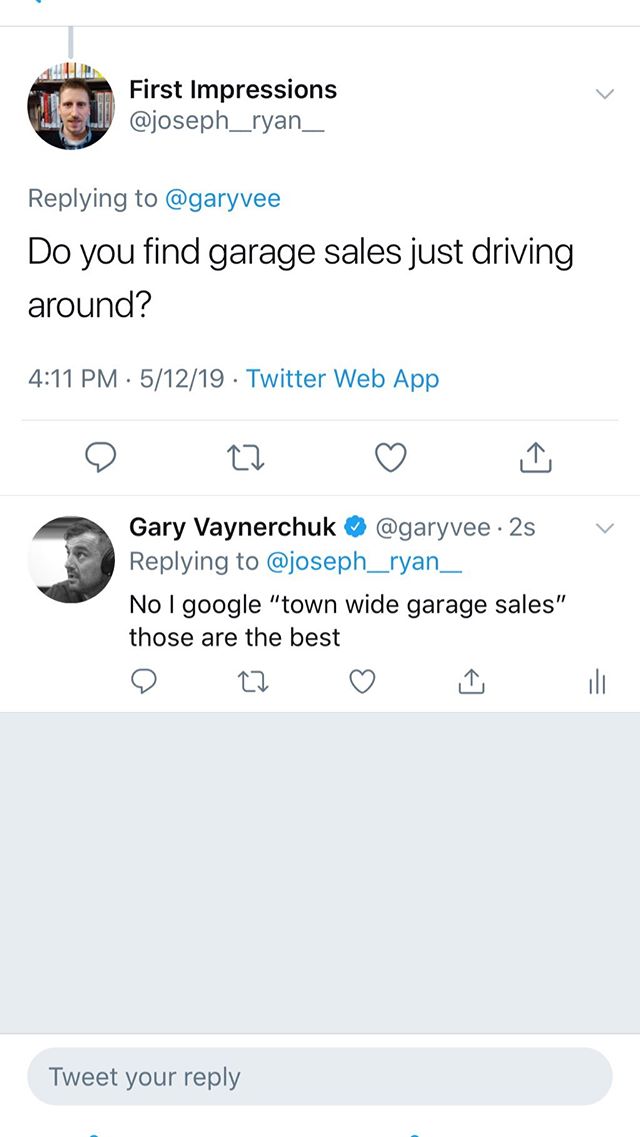 First Impressions
@joseph__ryan__
Replying to @garyvee
Do you find garage sales just driving
around?
4:11 PM · 5/12/19 · Twitter Web App
Gary Vaynerchuk @garyvee · 2s
Replying to @joseph__ryan__
No I google “town wide garage sales”
those are the best
Tweet your reply